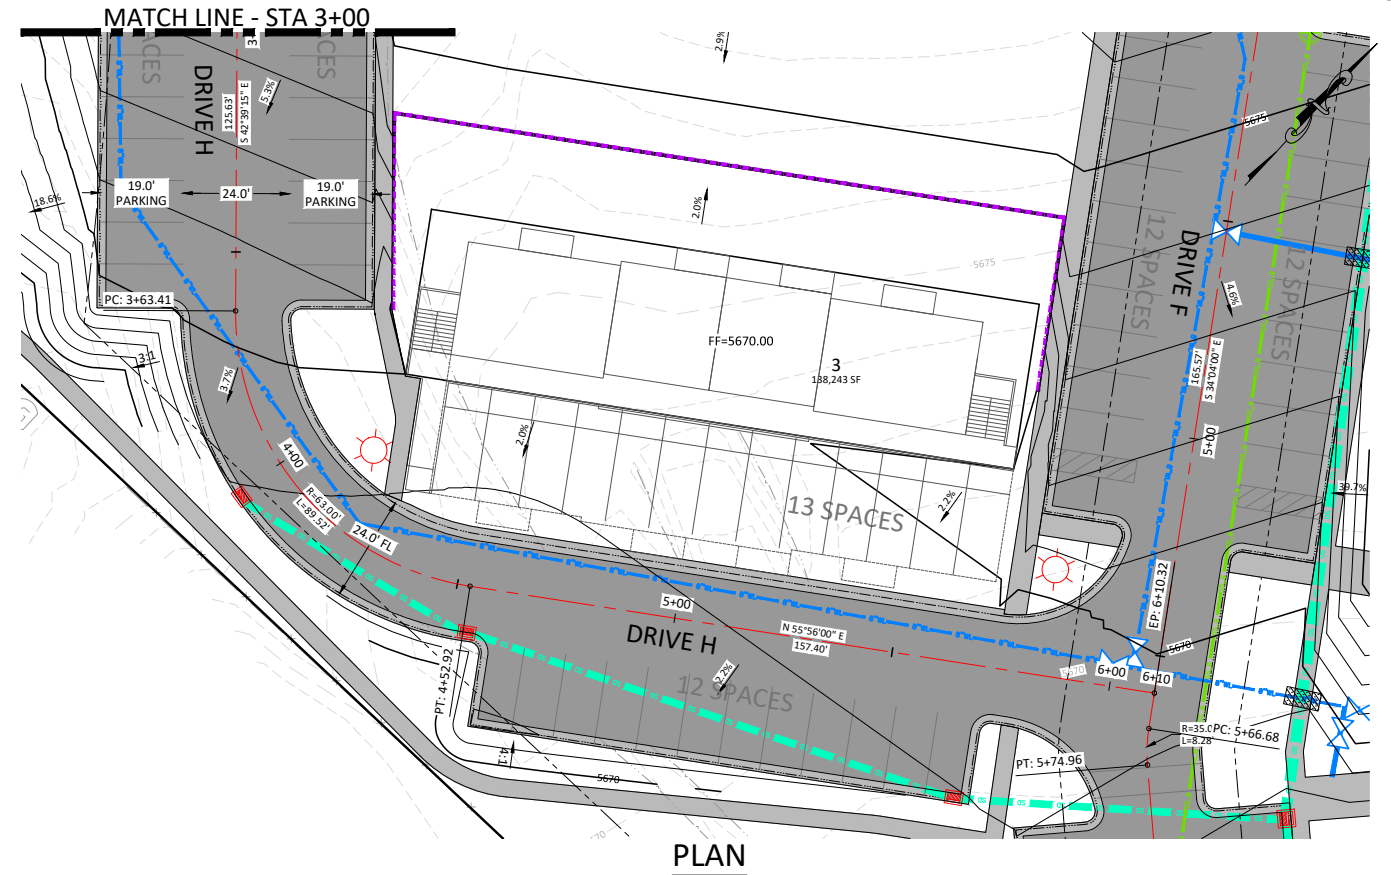 MATCH LINE - STA 3+00
SPACES
SPACES
DRIVE H
125.63'
S 42°39'15" E
5.3%
2.9%
5675
18.6%
19.0'
PARKING
24.0'
19.0'
PARKING
2.0%
12 SPACES
DRIVE F
12 SPACES
5675
4.6%
PC: 3+63.41
FF=5670.00
3
138,243 SF
3:1
3.7%
165.57'
S 34°04'00" E
2.0%
4+00
5+00
R=63.00'
L=89.52'
39.7%
2.2%
13 SPACES
24.0' FL
5+00
EP: 6+10.32
DRIVE H
N 55°56'00" E
157.40'
5670
5670
6+00
6+10
PT: 4+52.92
2.2%
12 SPACES
PC: 5+66.68
L=8.28'
4:1
PT: 5+74.96
5670
5670
PLAN